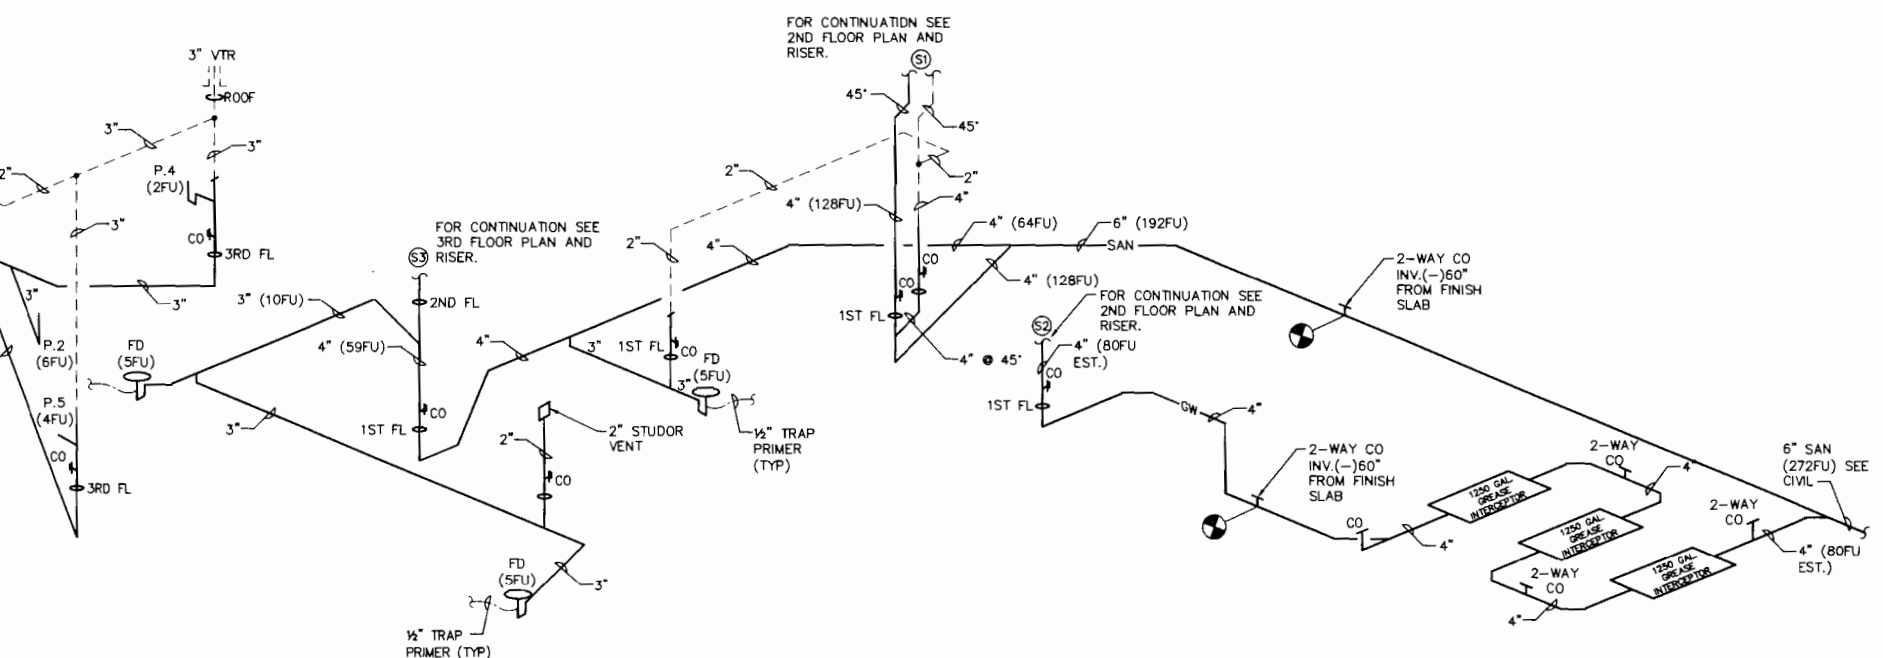 FOR CONTINUATION SEE
2ND FLOOR PLAN AND
RISER.
S1
3" VTR
ROOF
3"
3"
P.4
(2FU)
2"
3"
CO
3RD FL
3"
3"
P.2
(6FU)
P.5
(4FU)
CO
3RD FL
FD
(5FU)
FOR CONTINUATION SEE
3RD FLOOR PLAN AND
RISER.
S3
2ND FL
3" (10FU)
4" (59FU)
CO
1ST FL
3"
4"
2" STUDOR
VENT
2"
CO
FD
(5FU)
3"
½" TRAP
PRIMER (TYP)
45°
45°
2"
2"
4" (128FU)
4"
2"
4"
4" (64FU)
6" (192FU)
SAN
CO
CO
4" (128FU)
1ST FL
4" @ 45°
3"
1ST FL
CO
FD
(5FU)
3"
½" TRAP
PRIMER
(TYP)
FOR CONTINUATION SEE
2ND FLOOR PLAN AND
RISER.
S2
4" (80FU
EST.)
CO
1ST FL
GW
4"
2-WAY CO
INV.(-)60"
FROM FINISH
SLAB
2-WAY CO
INV.(-)60"
FROM FINISH
SLAB
CO
4"
1250 GAL.
GREASE
INTERCEPTOR
2-WAY
CO
4"
1250 GAL.
GREASE
INTERCEPTOR
2-WAY
CO
4"
1250 GAL.
GREASE
INTERCEPTOR
2-WAY
CO
4" (80FU
EST.)
6" SAN
(272FU) SEE
CIVIL